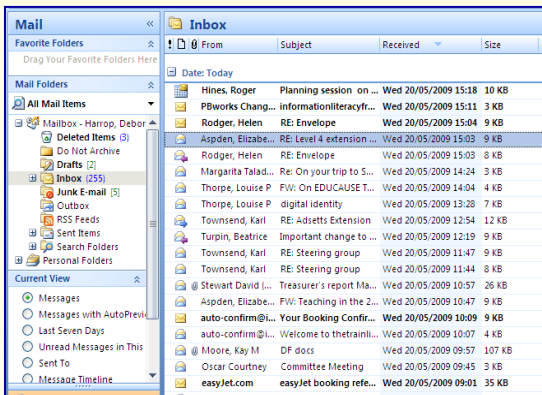 Mail «
Favorite Folders
Drag Your Favorite Folders Here
Mail Folders
All Mail Items
Mailbox - Harrop, Debor
Deleted Items (3)
Do Not Archive
Drafts [2]
Inbox (255)
Junk E-mail [5]
Outbox
RSS Feeds
Sent Items
Search Folders
Personal Folders
Current View
Messages
Messages with AutoPrevi
Last Seven Days
Unread Messages in This
Sent To
Message Timeline
Inbox
! From Subject Received Size
Date: Today
Hines, Roger Planning session on ... Wed 20/05/2009 15:18 10 KB
PBworks Chang... informationliteracyfr... Wed 20/05/2009 15:11 3 KB
Rodger, Helen RE: Envelope Wed 20/05/2009 15:04 9 KB
Aspden, Elizabe... RE: Level 4 extension ... Wed 20/05/2009 15:03 9 KB
Rodger, Helen RE: Envelope Wed 20/05/2009 15:03 8 KB
Margarita Talad... Re: On your trip to S... Wed 20/05/2009 14:24 3 KB
Thorpe, Louise P FW: On EDUCAUSE T... Wed 20/05/2009 14:04 4 KB
Thorpe, Louise P digital identity Wed 20/05/2009 13:28 7 KB
Townsend, Karl RE: Adsetts Extension Wed 20/05/2009 12:54 12 KB
Turpin, Beatrice Important change to ... Wed 20/05/2009 12:19 9 KB
Townsend, Karl RE: Steering group Wed 20/05/2009 11:47 9 KB
Townsend, Karl RE: Steering group Wed 20/05/2009 11:44 8 KB
Stewart David (... Treasurer's report Ma... Wed 20/05/2009 10:57 26 KB
Aspden, Elizabe... FW: Teaching in the 2... Wed 20/05/2009 10:47 9 KB
auto-confirm@i... Your Booking Confir... Wed 20/05/2009 10:09 9 KB
auto-confirm@i... Welcome to thetrainli... Wed 20/05/2009 10:07 4 KB
Moore, Kay M DF docs Wed 20/05/2009 09:57 107 KB
Oscar Courtney Committee Meeting Wed 20/05/2009 09:45 3 KB
easyJet.com easyJet booking refe... Wed 20/05/2009 09:01 35 KB